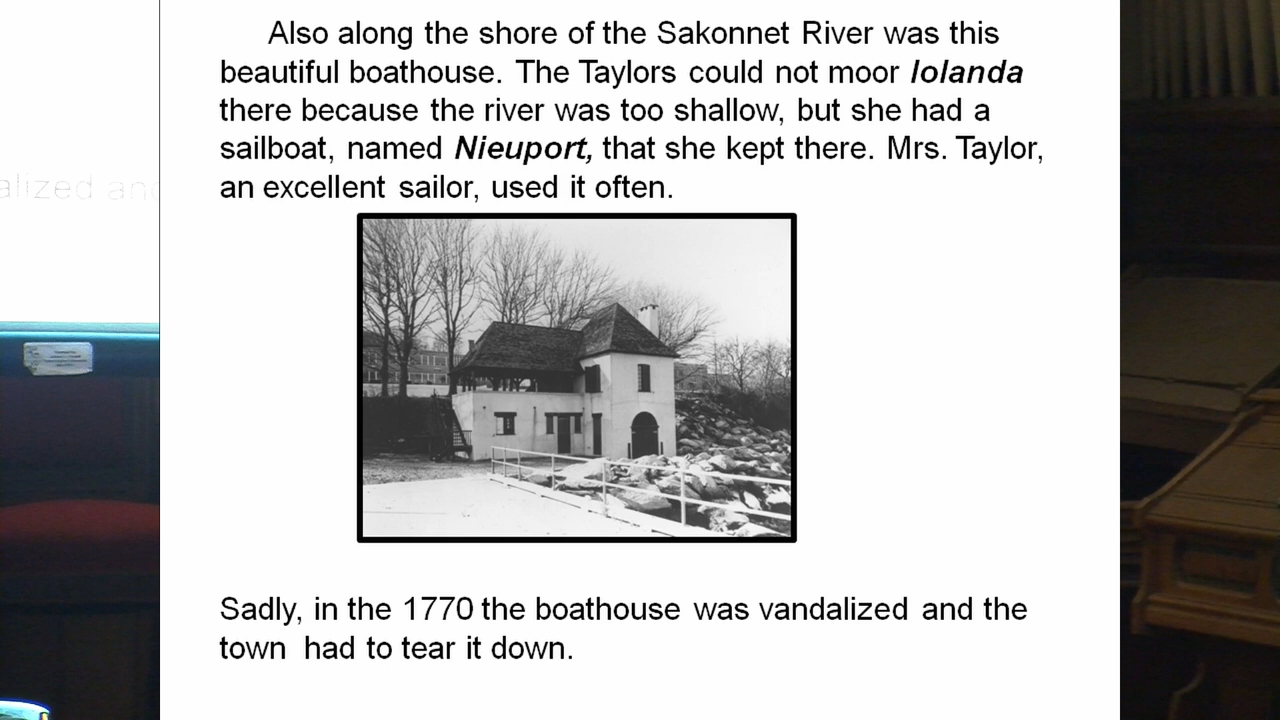 Also along the shore of the Sakonnet River was this
beautiful boathouse. The Taylors could not moor Iolanda
there because the river was too shallow, but she had a
sailboat, named Nieuport, that she kept there. Mrs. Taylor,
an excellent sailor, used it often.
Sadly, in the 1770 the boathouse was vandalized and the
town had to tear it down.